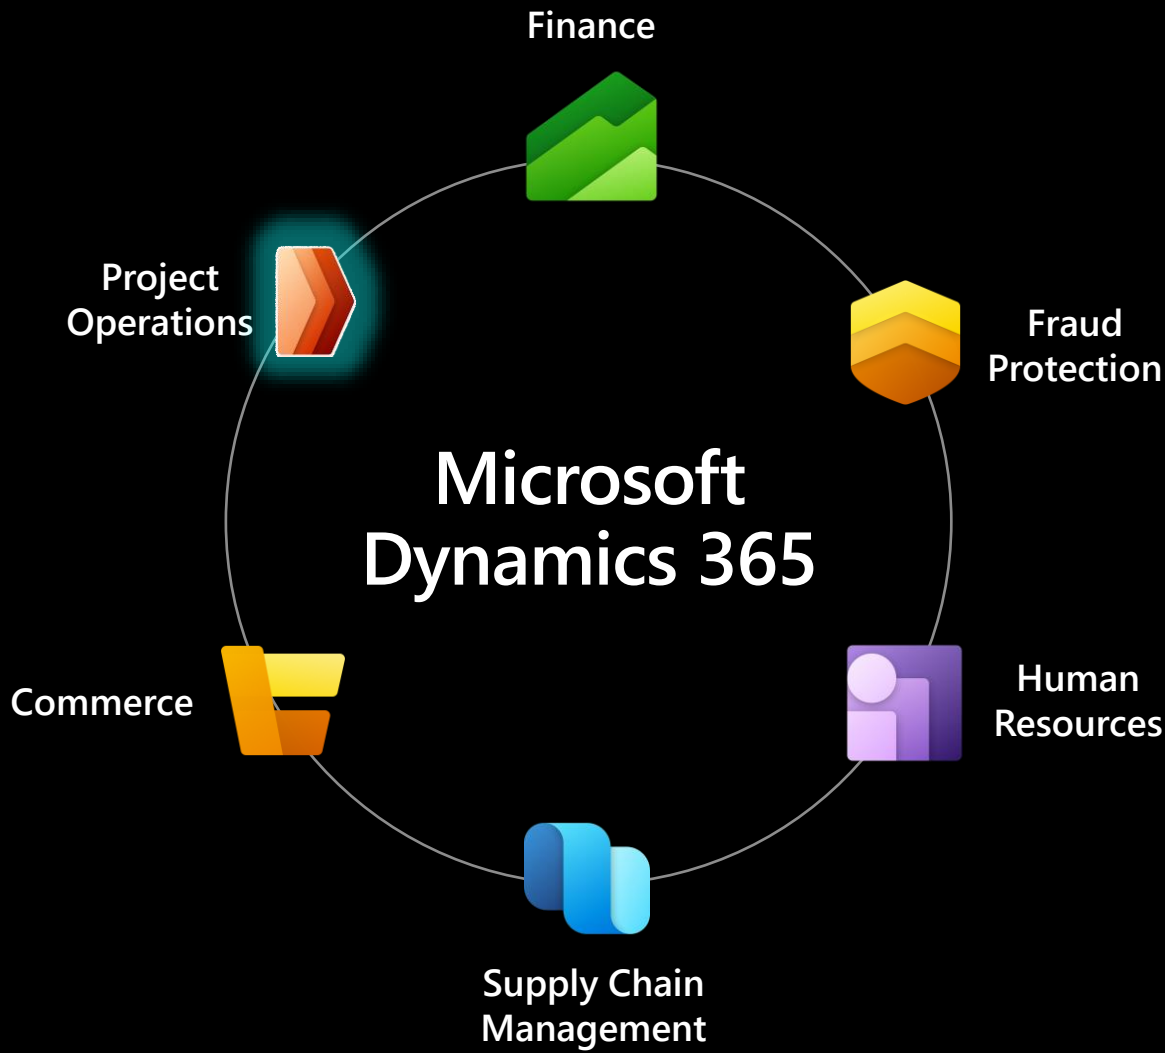 Finance
Project
Operations
Fraud
Protection
Microsoft
Dynamics 365
Commerce
Human
Resources
Supply Chain
Management